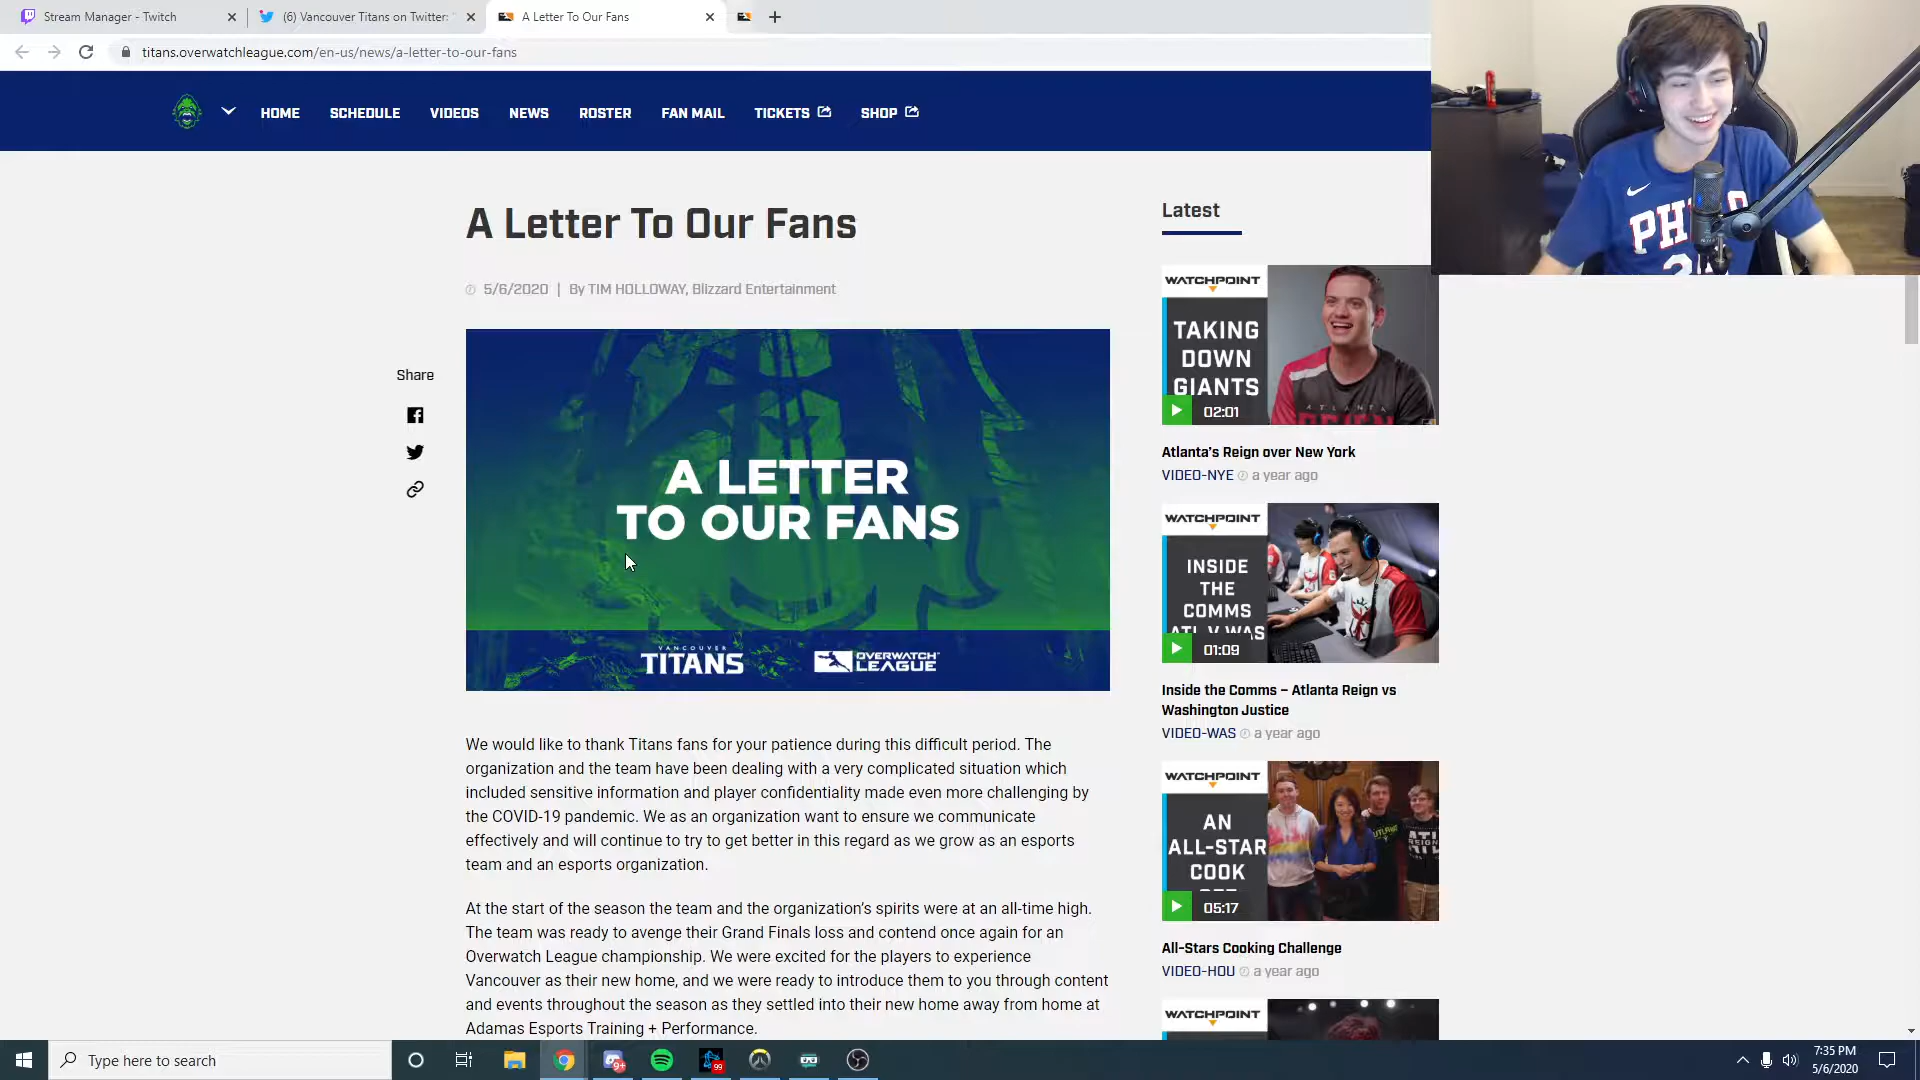 Stream Manager - Twitch
(6) Vancouver Titans on Twitter: "
A Letter To Our Fans
titans.overwatchleague.com/en-us/news/a-letter-to-our-fans
HOME
SCHEDULE
VIDEOS
NEWS
ROSTER
FAN MAIL
TICKETS
SHOP
A Letter To Our Fans
5/6/2020 | By TIM HOLLOWAY, Blizzard Entertainment
Share
A LETTER
TO OUR FANS
VANCOUVER
TITANS
OVERWATCH
LEAGUE
We would like to thank Titans fans for your patience during this difficult period. The
organization and the team have been dealing with a very complicated situation which
included sensitive information and player confidentiality made even more challenging by
the COVID-19 pandemic. We as an organization want to ensure we communicate
effectively and will continue to try to get better in this regard as we grow as an esports
team and an esports organization.
At the start of the season the team and the organization's spirits were at an all-time high.
The team was ready to avenge their Grand Finals loss and contend once again for an
Overwatch League championship. We were excited for the players to experience
Vancouver as their new home, and we were ready to introduce them to you through content
and events throughout the season as they settled into their new home away from home at
Adamas Esports Training + Performance.
Latest
WATCHPOINT
TAKING
DOWN
GIANTS
02:01
ATLANTA
REIGN
Atlanta's Reign over New York
VIDEO-NYE a year ago
WATCHPOINT
INSIDE
THE
COMMS
ATL V WAS
01:09
Inside the Comms – Atlanta Reign vs
Washington Justice
VIDEO-WAS a year ago
WATCHPOINT
AN
ALL-STAR
COOK
05:17
All-Stars Cooking Challenge
VIDEO-HOU a year ago
WATCHPOINT
PHILA
Type here to search
9+
99
7:35 PM
5/6/2020